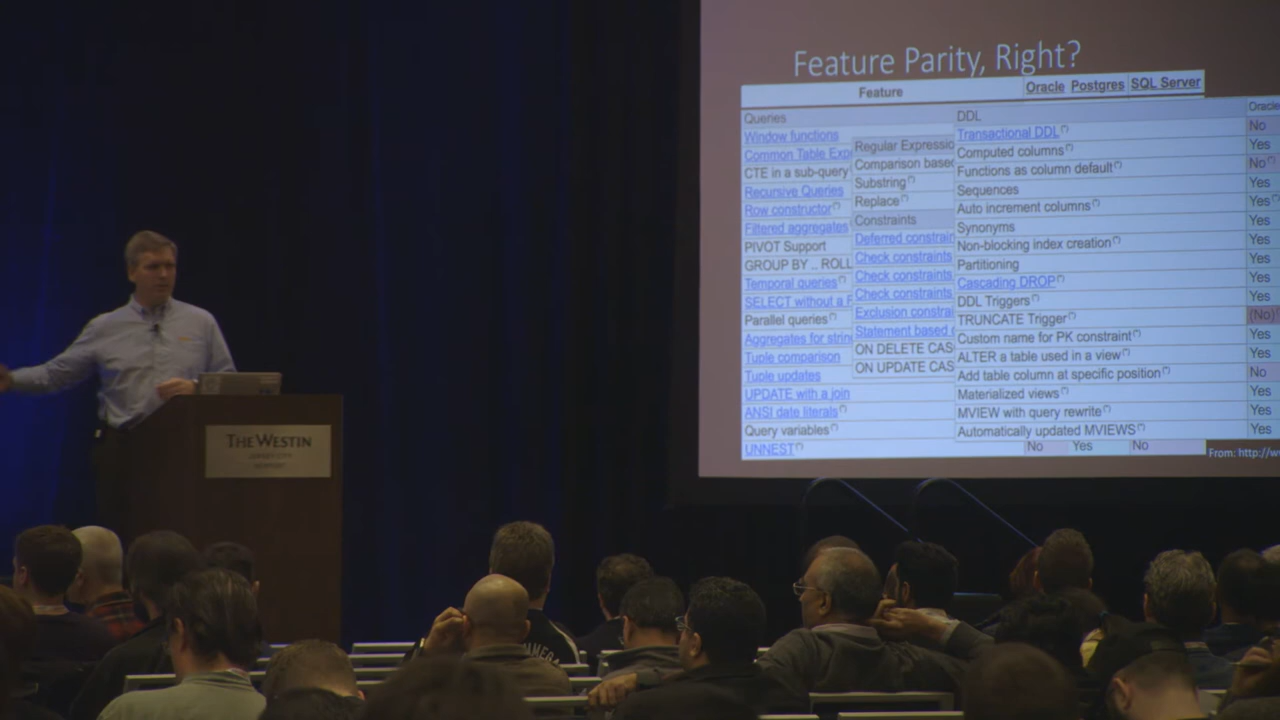 Feature Parity, Right?
Feature Oracle Postgres SQL Server
Queries
Window functions
Common Table Exp
CTE in a sub-query
Recursive Queries
Row constructor(*)
Filtered aggregates
PIVOT Support
GROUP BY .. ROLL
Temporal queries(*)
SELECT without a F
Parallel queries(*)
Aggregates for strin
Tuple comparison
Tuple updates
UPDATE with a join
ANSI date literals(*)
Query variables(*)
UNNEST(*)
Regular Expressio
Comparison based
Substring(*)
Replace(*)
Constraints
Deferred constrain
Check constraints
Check constraints
Check constraints
Exclusion constrai
Statement based
ON DELETE CAS
ON UPDATE CAS
DDL Oracle
Transactional DDL(*) No
Computed columns(*) Yes
Functions as column default(*) No(*)
Sequences Yes
Auto increment columns(*) Yes(*)
Synonyms Yes
Non-blocking index creation(*) Yes
Partitioning Yes
Cascading DROP(*) Yes
DDL Triggers(*) Yes
TRUNCATE Trigger(*) (No)
Custom name for PK constraint(*) Yes
ALTER a table used in a view(*) Yes
Add table column at specific position(*) No
Materialized views(*) Yes
MVIEW with query rewrite(*) Yes
Automatically updated MVIEWS(*) Yes
No Yes No
From: http://w
THE WESTIN
JERSEY CITY
NEWPORT